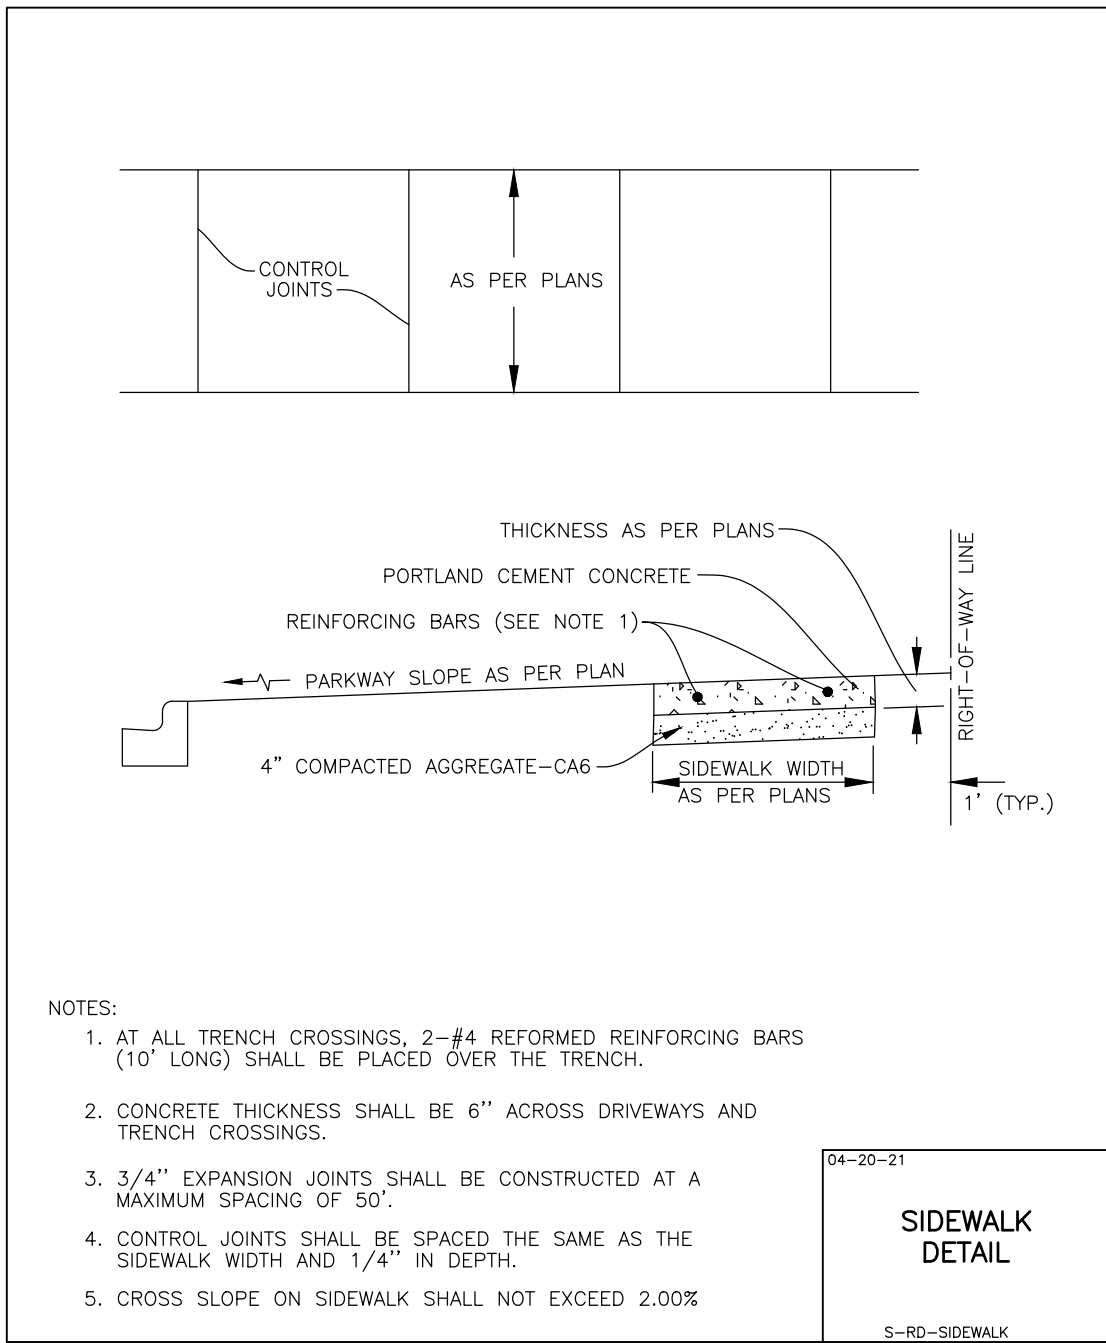 CONTROL
JOINTS
AS PER PLANS
THICKNESS AS PER PLANS
PORTLAND CEMENT CONCRETE
REINFORCING BARS (SEE NOTE 1)
PARKWAY SLOPE AS PER PLAN
RIGHT-OF-WAY LINE
4" COMPACTED AGGREGATE-CA6
SIDEWALK WIDTH
AS PER PLANS
1' (TYP.)
NOTES:
1. AT ALL TRENCH CROSSINGS, 2-#4 REFORMED REINFORCING BARS
(10' LONG) SHALL BE PLACED OVER THE TRENCH.
2. CONCRETE THICKNESS SHALL BE 6'' ACROSS DRIVEWAYS AND
TRENCH CROSSINGS.
3. 3/4'' EXPANSION JOINTS SHALL BE CONSTRUCTED AT A
MAXIMUM SPACING OF 50'.
4. CONTROL JOINTS SHALL BE SPACED THE SAME AS THE
SIDEWALK WIDTH AND 1/4'' IN DEPTH.
5. CROSS SLOPE ON SIDEWALK SHALL NOT EXCEED 2.00%
04-20-21
SIDEWALK
DETAIL
S-RD-SIDEWALK